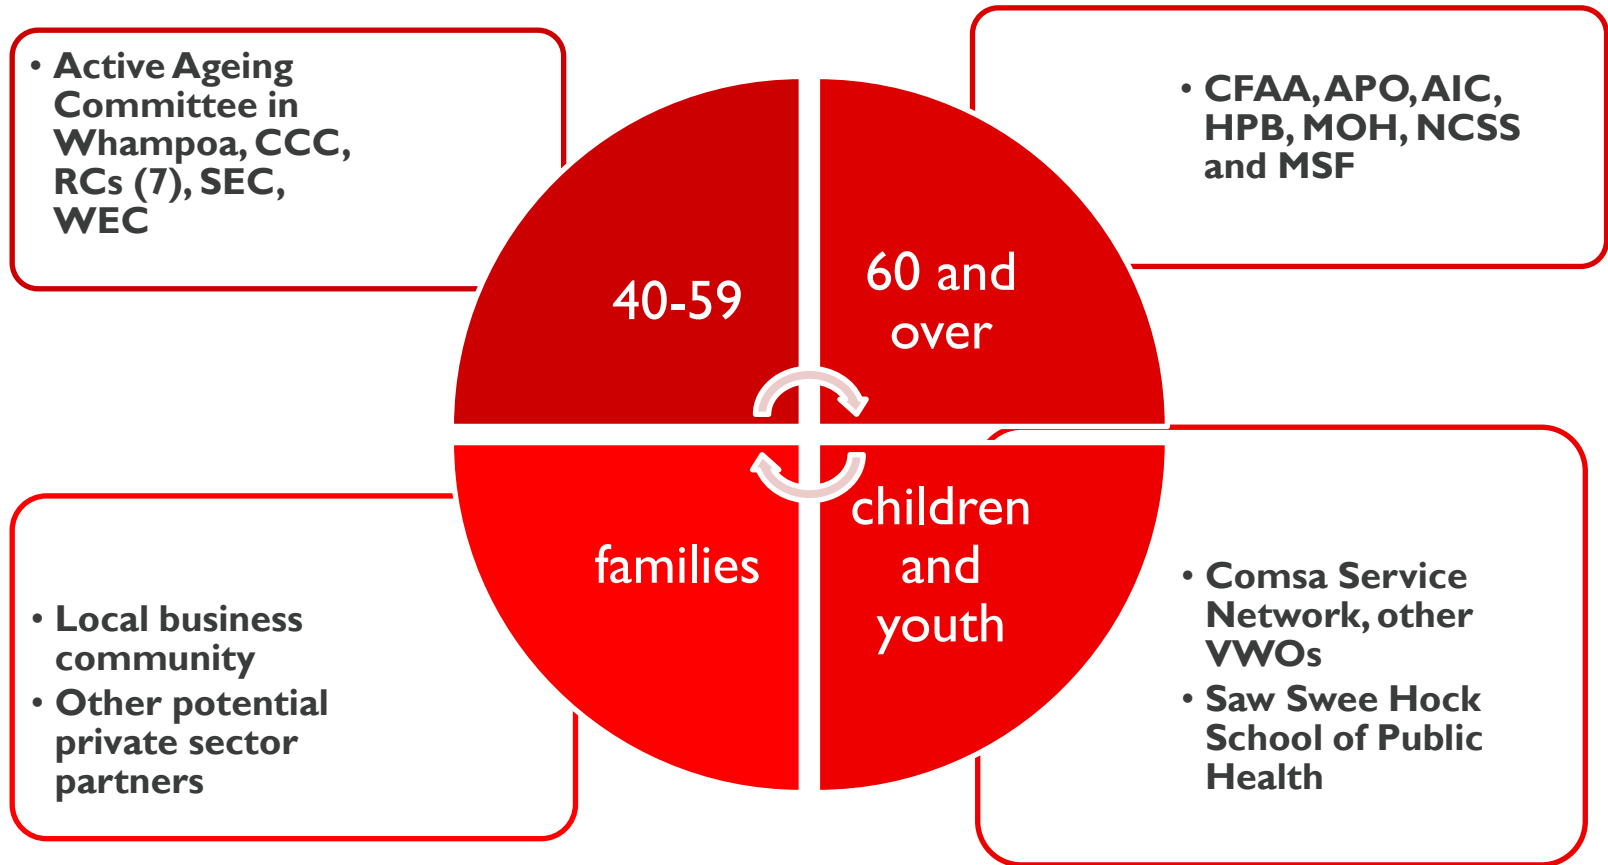 • Active Ageing
Committee in
Whampoa, CCC,
RCs (7), SEC,
WEC
• CFAA, APO, AIC,
HPB, MOH, NCSS
and MSF
40-59
60 and
over
families
children
and
youth
• Local business
community
• Other potential
private sector
partners
• Comsa Service
Network, other
VWOs
• Saw Swee Hock
School of Public
Health